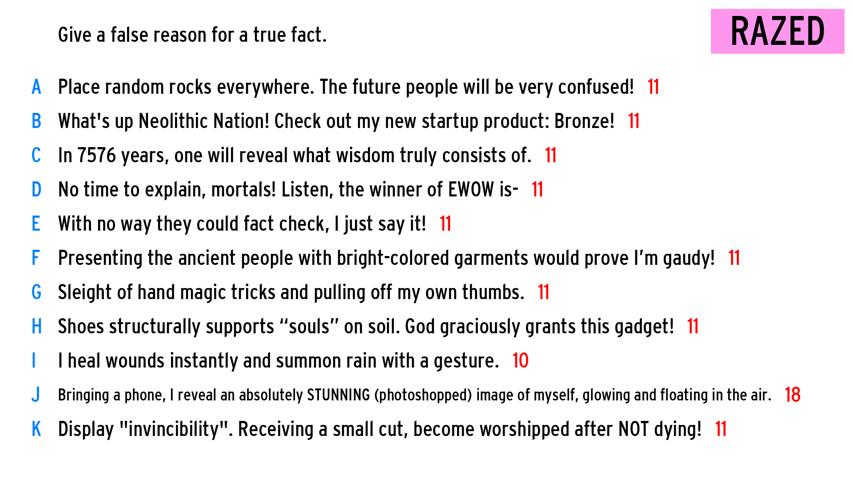 Give a false reason for a true fact.
RAZED
A Place random rocks everywhere. The future people will be very confused! 11
B What's up Neolithic Nation! Check out my new startup product: Bronze! 11
C In 7576 years, one will reveal what wisdom truly consists of. 11
D No time to explain, mortals! Listen, the winner of EWOW is- 11
E With no way they could fact check, I just say it! 11
F Presenting the ancient people with bright-colored garments would prove I'm gaudy! 11
G Sleight of hand magic tricks and pulling off my own thumbs. 11
H Shoes structurally supports “souls” on soil. God graciously grants this gadget! 11
I I heal wounds instantly and summon rain with a gesture. 10
J Bringing a phone, I reveal an absolutely STUNNING (photoshopped) image of myself, glowing and floating in the air. 18
K Display "invincibility". Receiving a small cut, become worshipped after NOT dying! 11